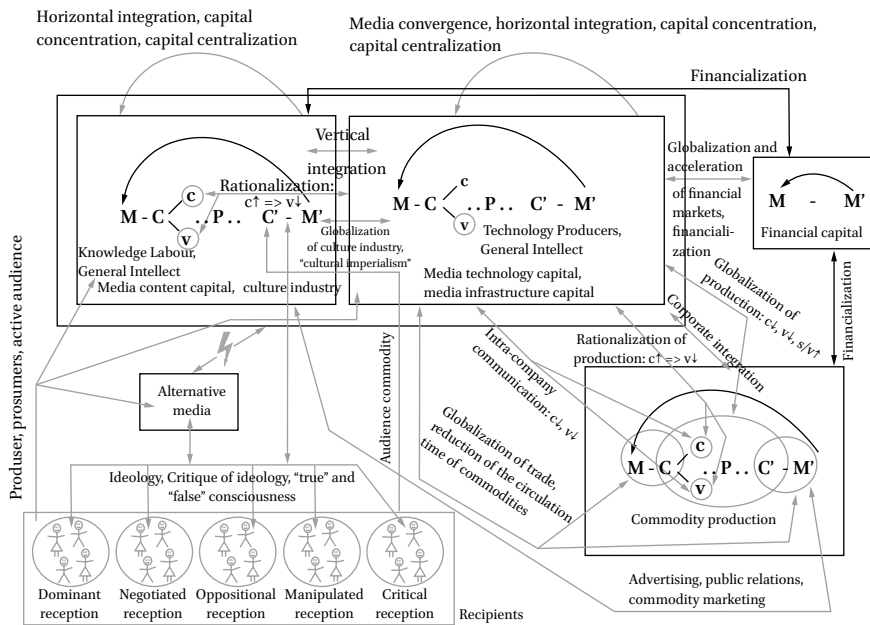 Horizontal integration, capital
concentration, capital centralization
Media convergence, horizontal integration, capital concentration,
capital centralization
Financialization
Vertical
integration
Rationalization:
c↑ => v↓
M - C
c
v
. . P . .
C' - M'
Knowledge Labour,
General Intellect
Media content capital, culture industry
Globalization
of culture industry,
"cultural imperialism"
M - C
c
v
. . P . .
C' - M'
Technology Producers,
General Intellect
Media technology capital,
media infrastructure capital
Globalization and
acceleration
of financial
markets,
financiali-
zation
M - M'
Financial capital
Financialization
Globalization of
production: c↓, v↓, s/v↑
Corporate integration
Rationalization
of production: c↑ => v↓
Intra-company
communication: c↓, v↓
Globalization of trade,
reduction of the circulation
time of commodities
M - C
c
v
. . P . .
C' - M'
Commodity production
Advertising, public relations,
commodity marketing
Produser, prosumers, active audience
Alternative
media
Audience commodity
Ideology, Critique of ideology, "true" and
"false" consciousness
Dominant
reception
Negotiated
reception
Oppositional
reception
Manipulated
reception
Critical
reception
Recipients